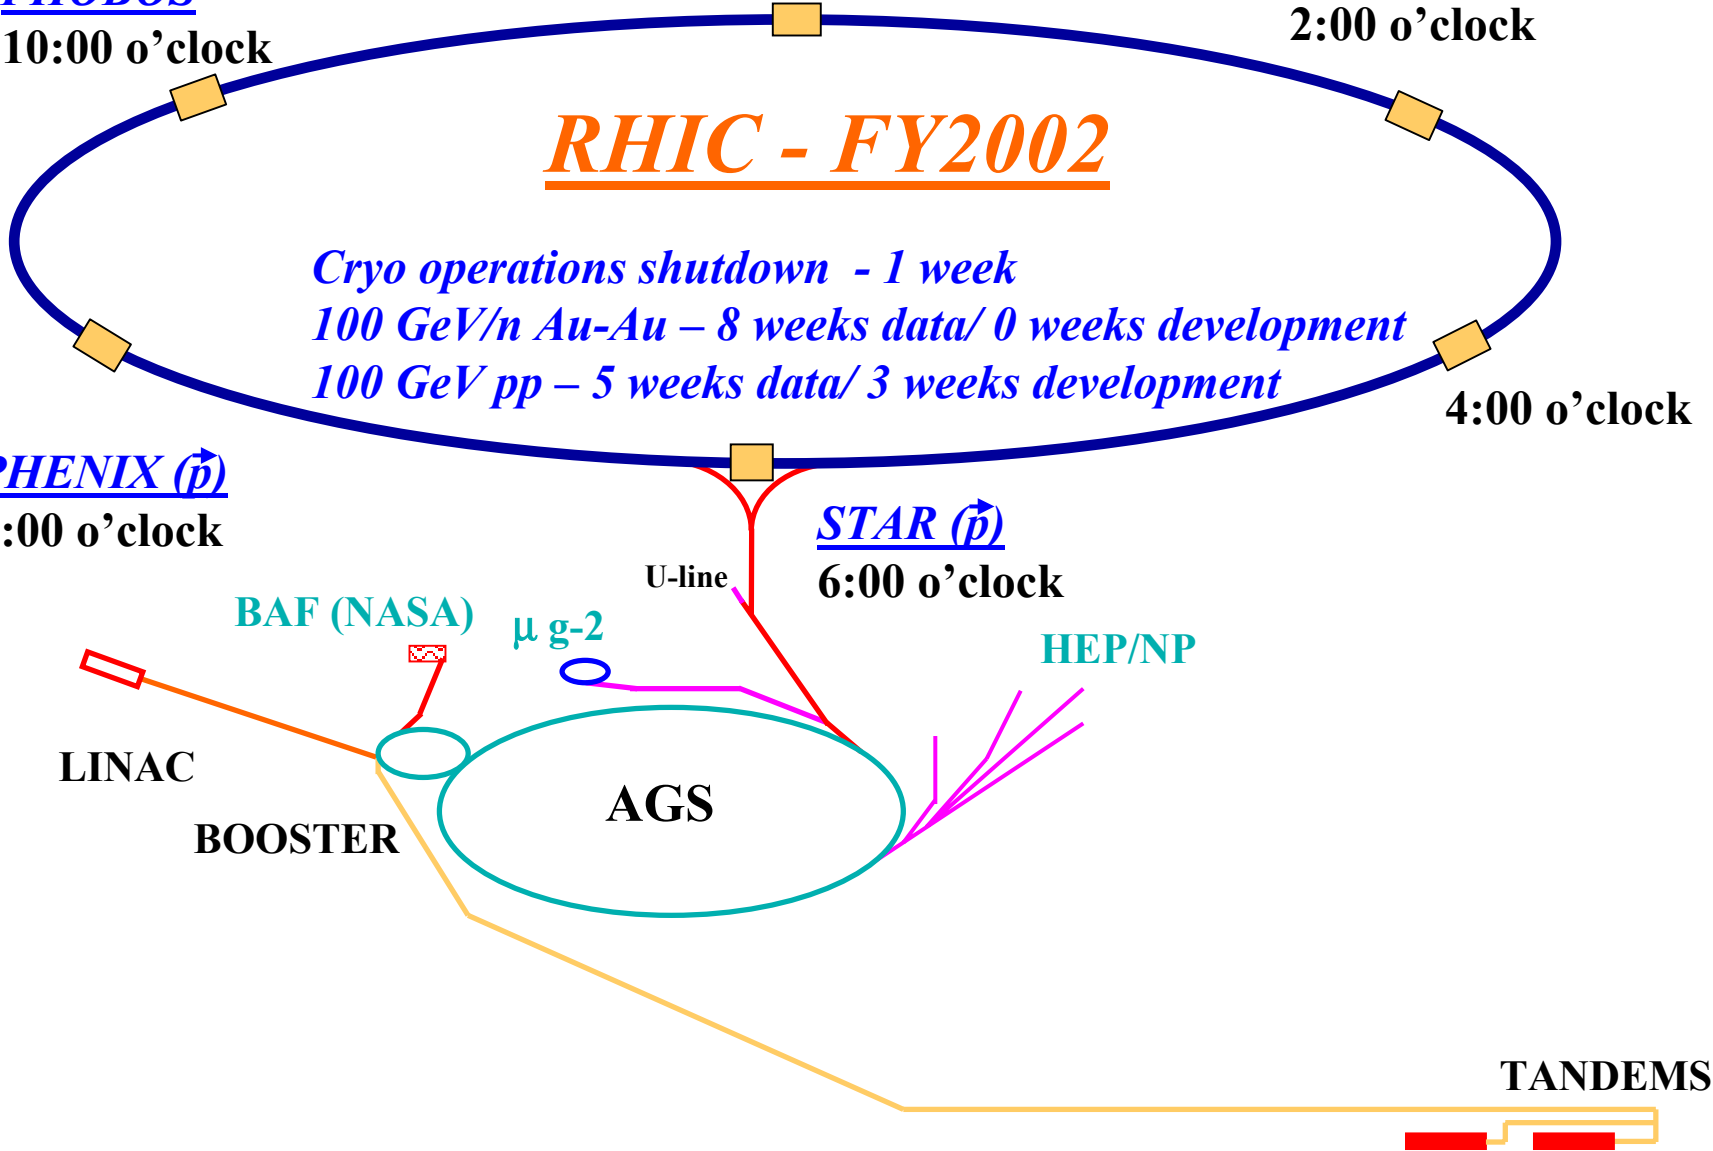 PHOBOS
10:00 o’clock
2:00 o’clock
RHIC - FY2002
Cryo operations shutdown - 1 week
100 GeV/n Au-Au – 8 weeks data/ 0 weeks development
100 GeV pp – 5 weeks data/ 3 weeks development
4:00 o’clock
PHENIX (p⃗)
:00 o’clock
STAR (p⃗)
6:00 o’clock
U-line
BAF (NASA)
μ g-2
HEP/NP
LINAC
AGS
BOOSTER
TANDEMS